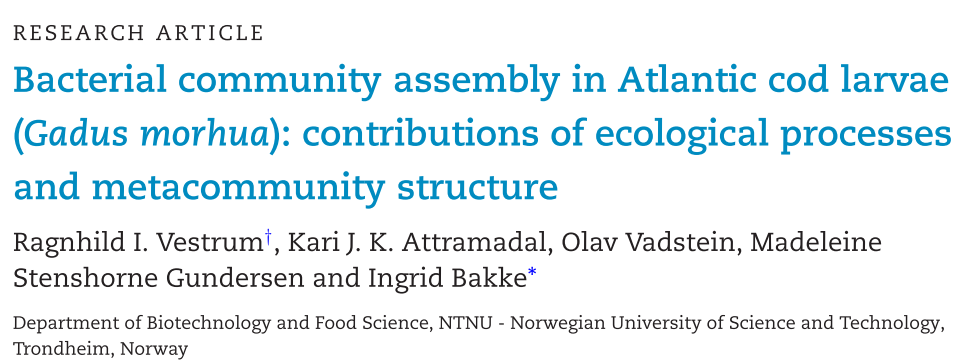 RESEARCH ARTICLE
Bacterial community assembly in Atlantic cod larvae
(Gadus morhua): contributions of ecological processes
and metacommunity structure
Ragnhild I. Vestrum†, Kari J. K. Attramadal, Olav Vadstein, Madeleine
Stenshorne Gundersen and Ingrid Bakke*
Department of Biotechnology and Food Science, NTNU - Norwegian University of Science and Technology,
Trondheim, Norway